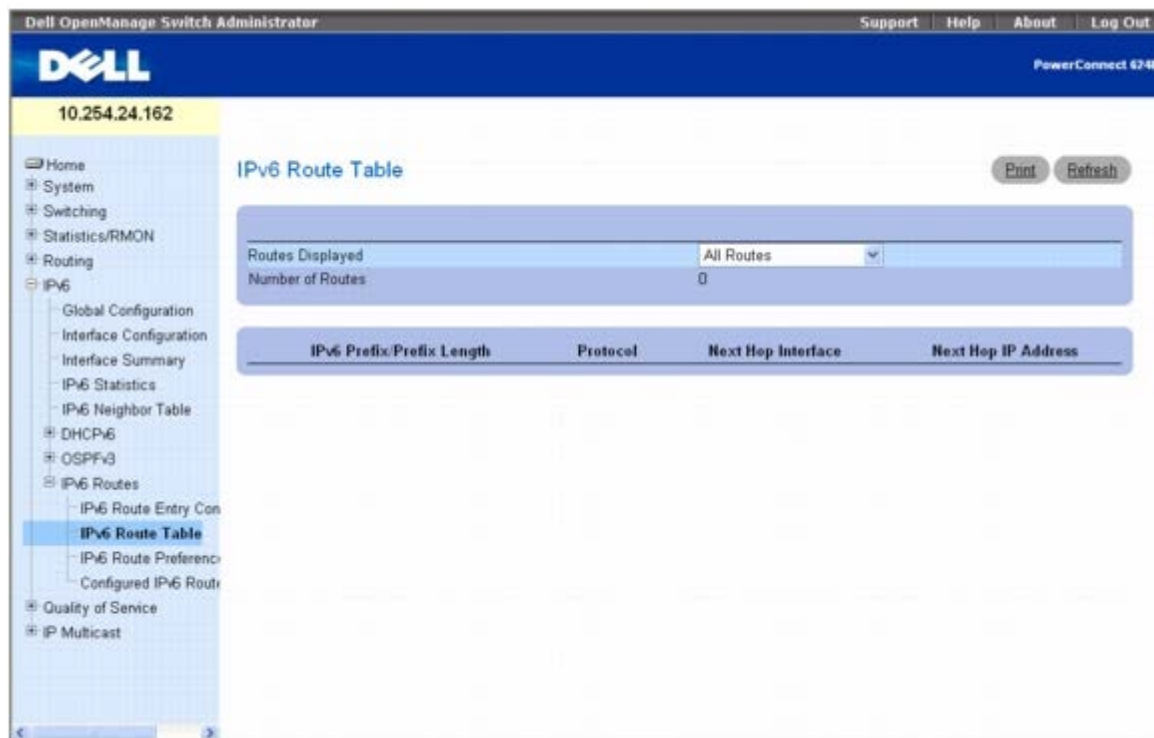 Dell OpenManage Switch Administrator Support Help About Log Out
DELL
PowerConnect 624
10.254.24.162
Home
System
Switching
Statistics/RMON
Routing
IPv6
Global Configuration
Interface Configuration
Interface Summary
IPv6 Statistics
IPv6 Neighbor Table
DHCPv6
OSPFv3
IPv6 Routes
IPv6 Route Entry Con
IPv6 Route Table
IPv6 Route Preferenc
Configured IPv6 Route
Quality of Service
IP Multicast
IPv6 Route Table
Print Refresh
Routes Displayed All Routes
Number of Routes 0
IPv6 Prefix/Prefix Length Protocol Next Hop Interface Next Hop IP Address